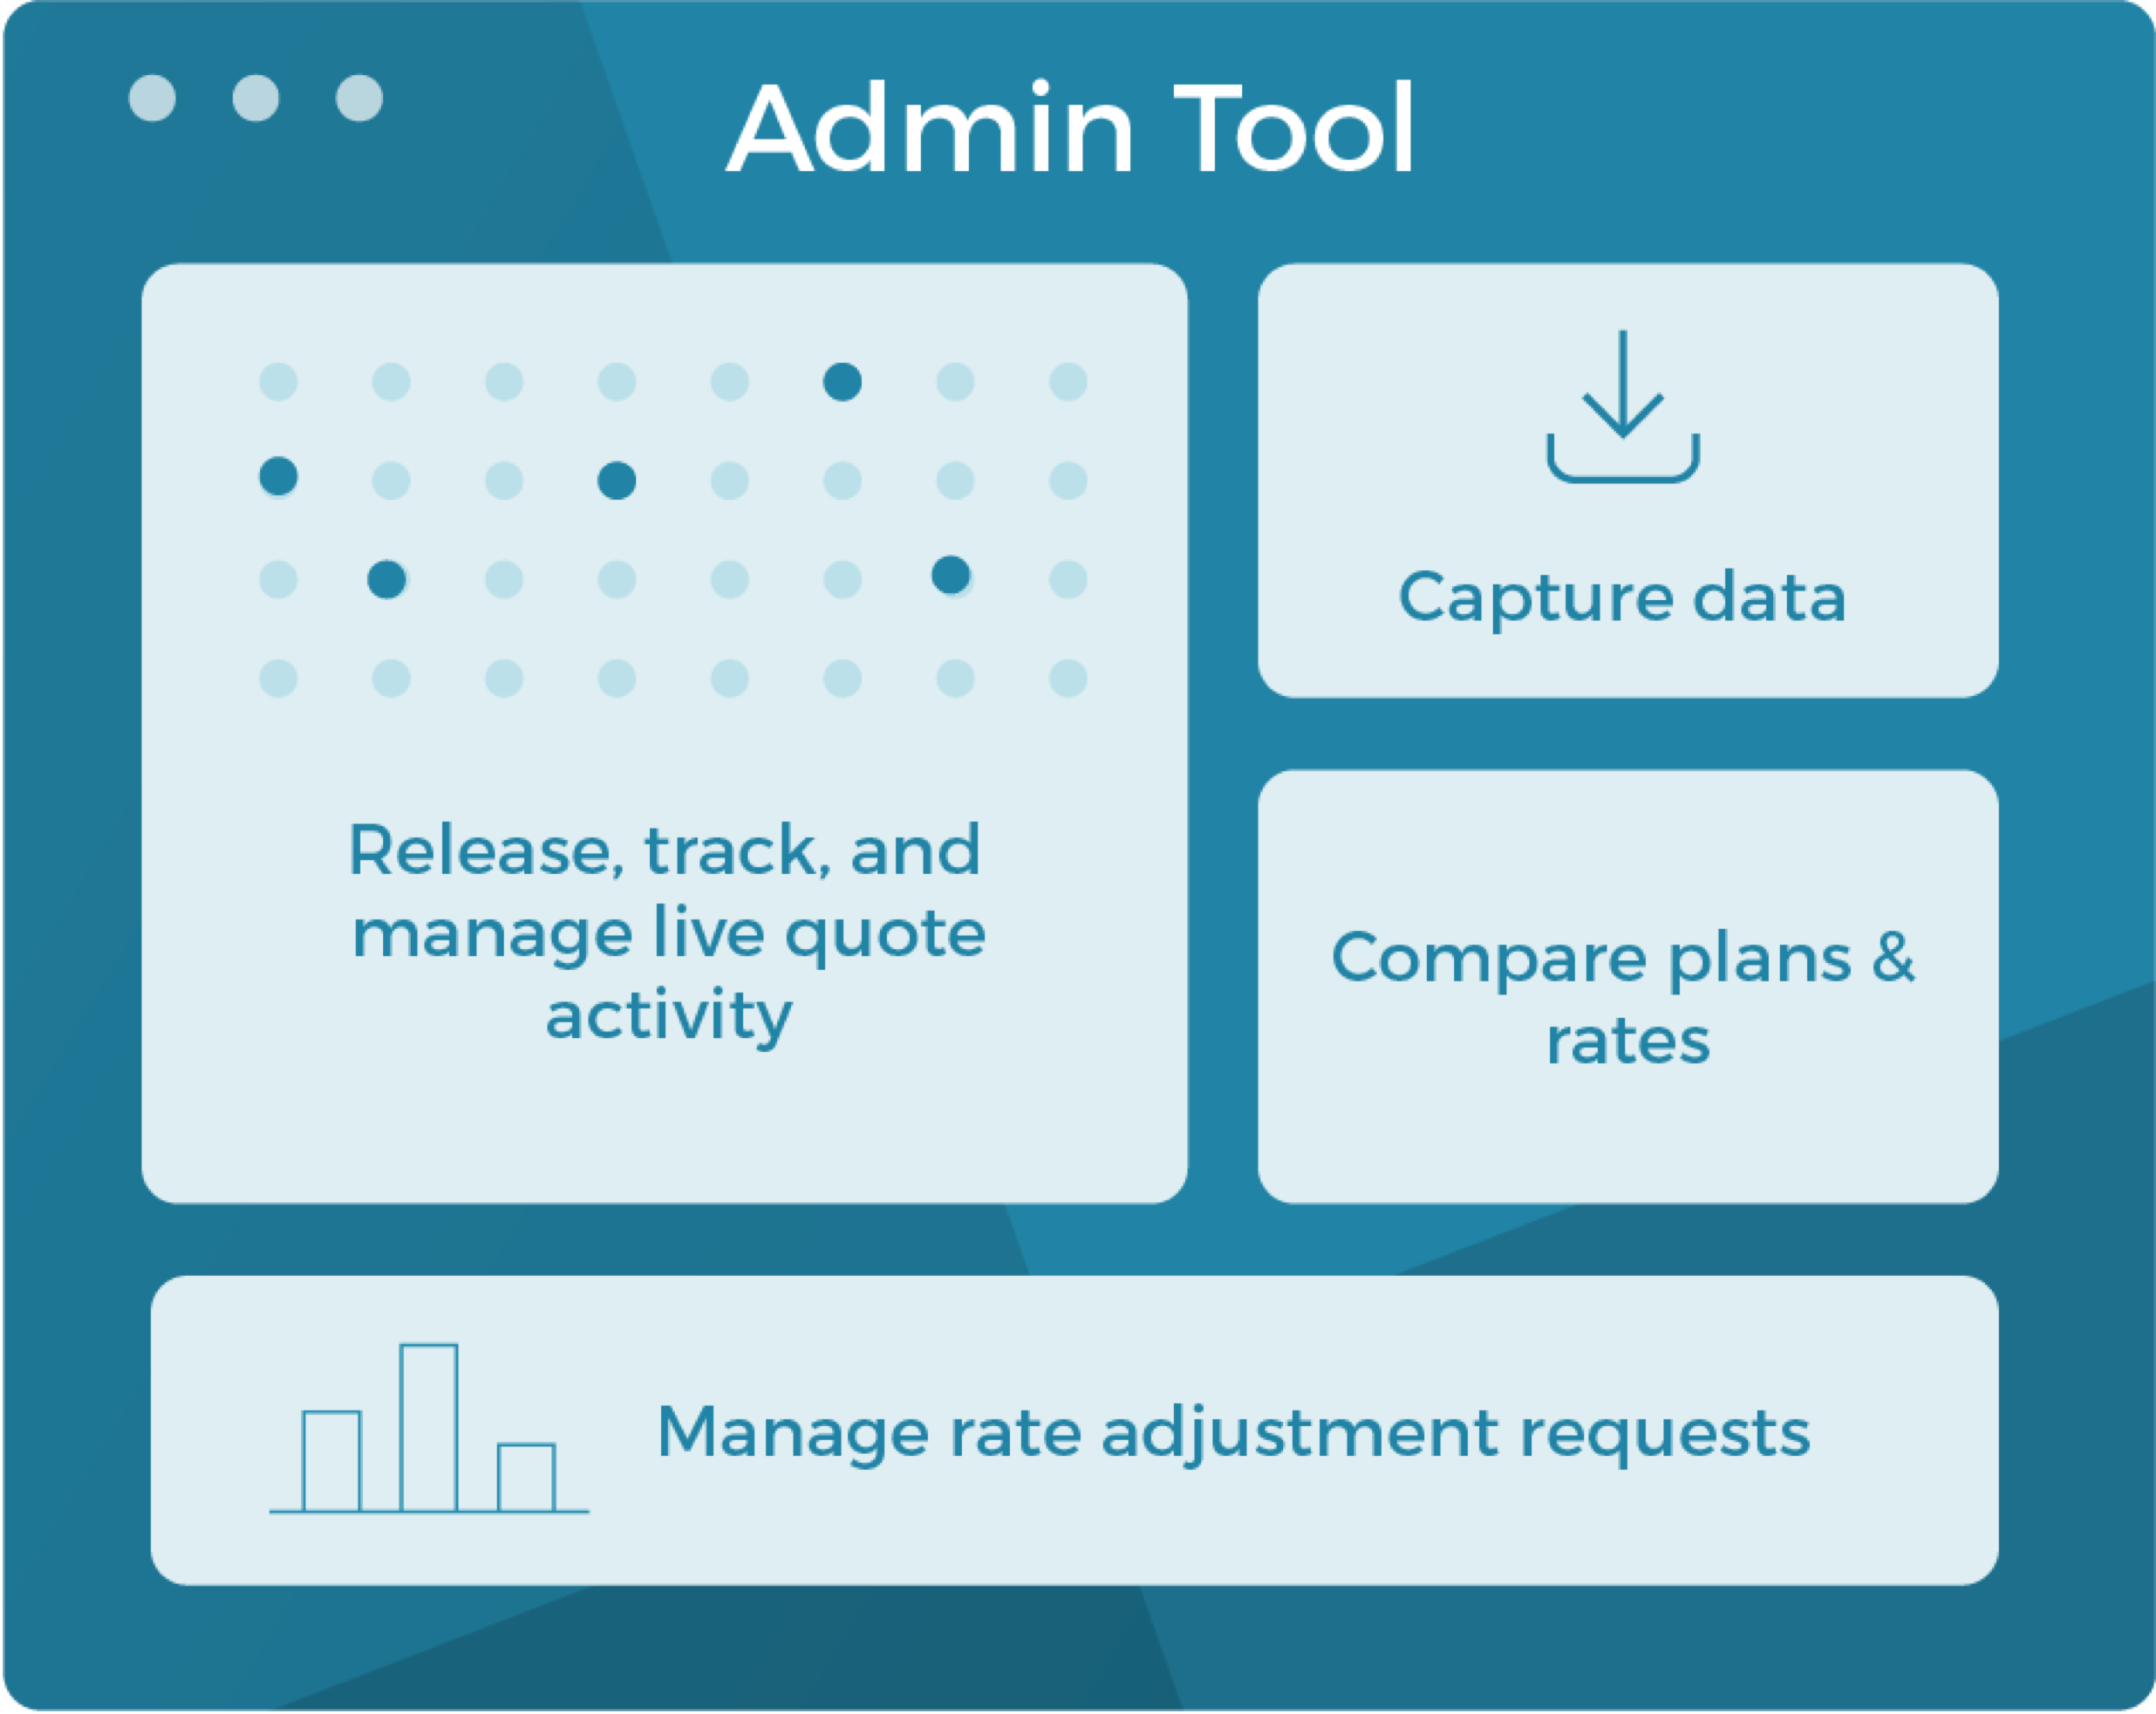 Admin Tool
Release, track, and
manage live quote
activity
Capture data
Compare plans &
rates
Manage rate adjustment requests